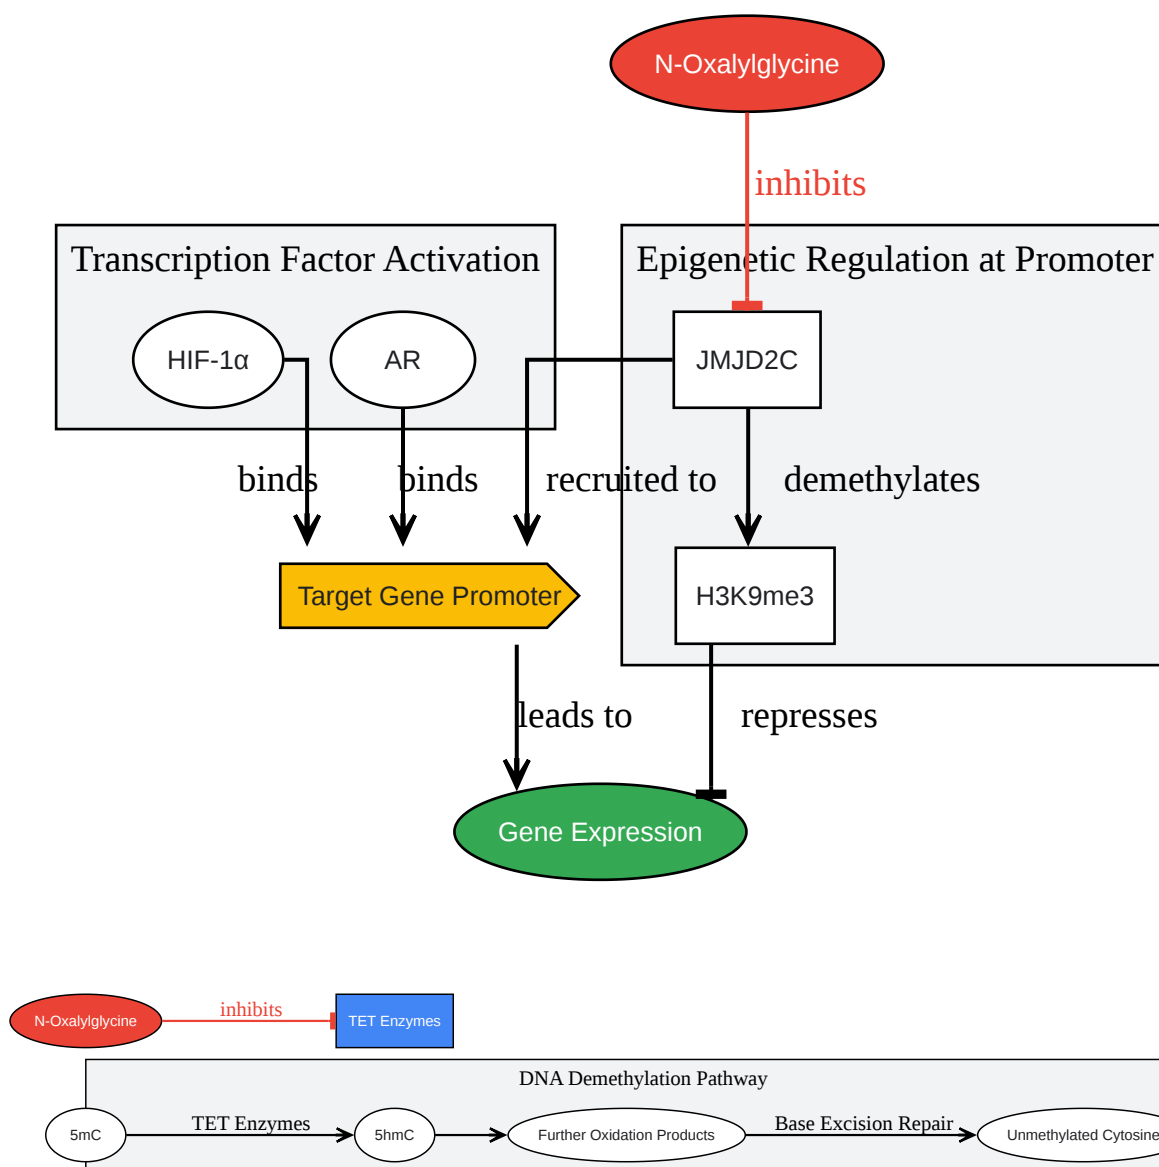 N-Oxalylglycine
inhibits
Transcription Factor Activation
Epigenetic Regulation at Promoter
HIF-1α
AR
JMJD2C
binds
binds
recruited to
demethylates
Target Gene Promoter
H3K9me3
leads to
represses
Gene Expression
N-Oxalylglycine
inhibits
TET Enzymes
DNA Demethylation Pathway
5mC
TET Enzymes
5hmC
Further Oxidation Products
Base Excision Repair
Unmethylated Cytosine